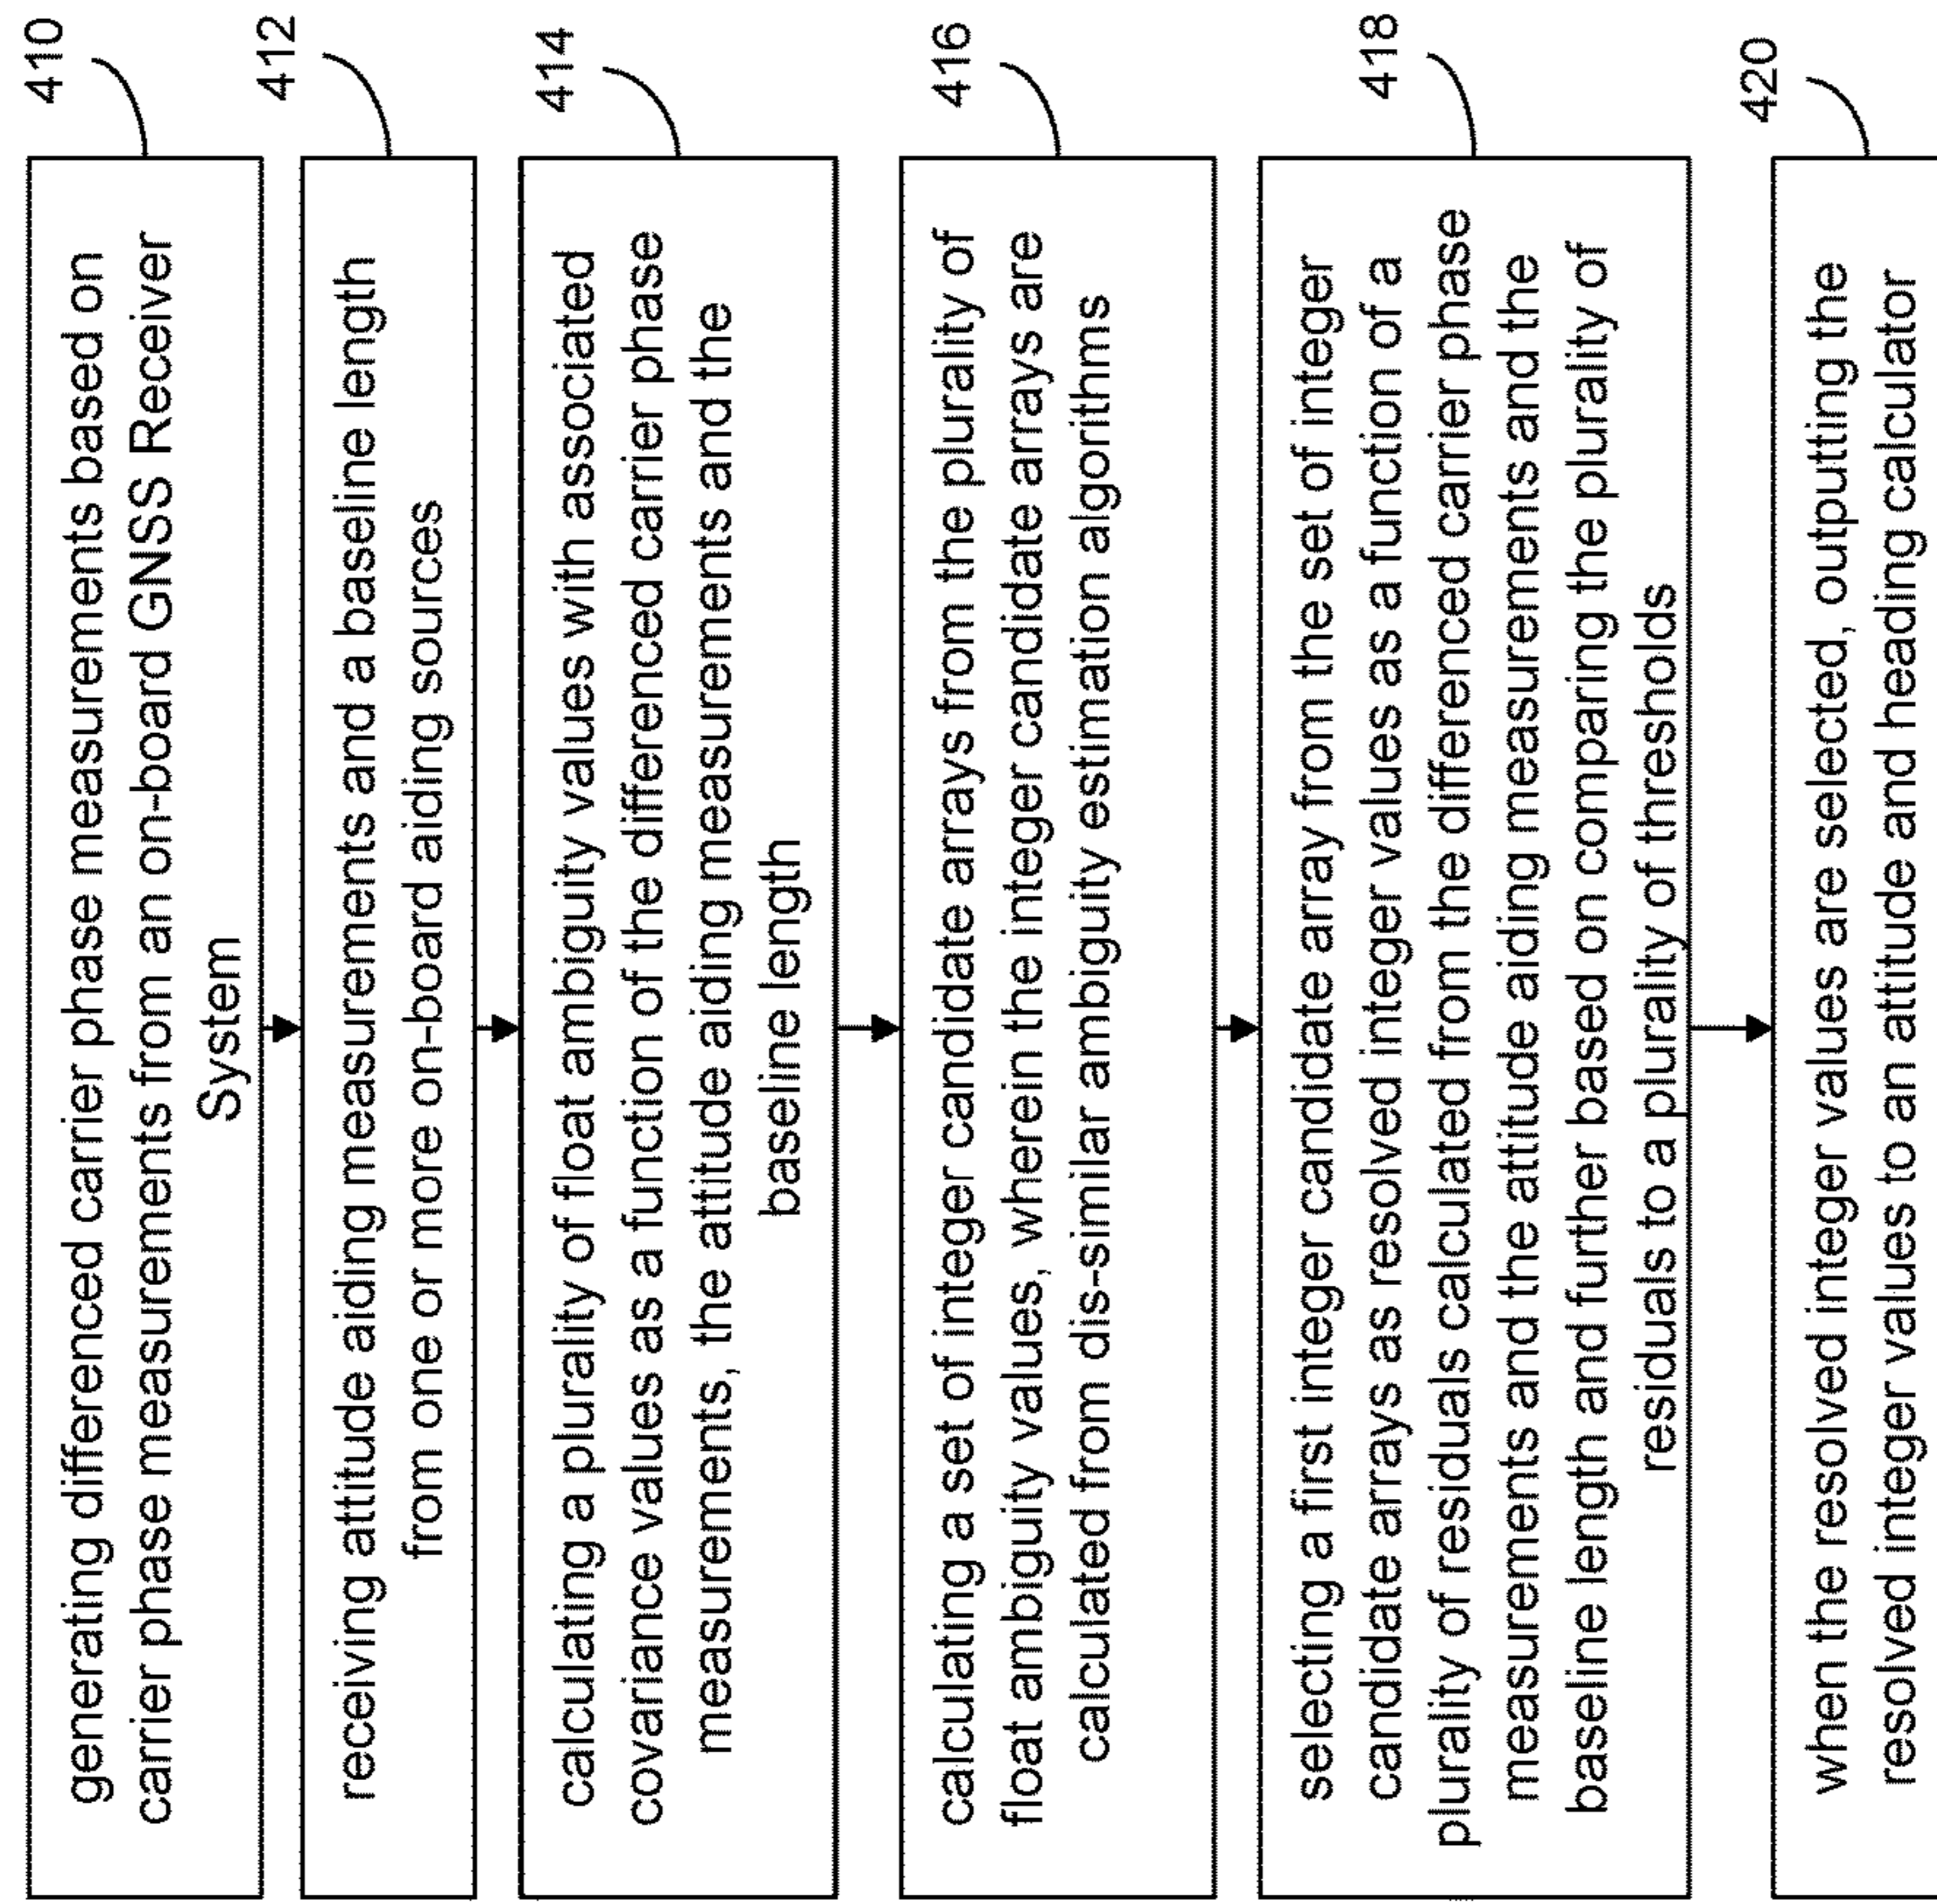 410
generating differenced carrier phase measurements based on
carrier phase measurements from an on-board GNSS Receiver
System
412
receiving attitude aiding measurements and a baseline length
from one or more on-board aiding sources
414
calculating a plurality of float ambiguity values with associated
covariance values as a function of the differenced carrier phase
measurements, the attitude aiding measurements and the
baseline length
416
calculating a set of integer candidate arrays from the plurality of
float ambiguity values, wherein the integer candidate arrays are
calculated from dis-similar ambiguity estimation algorithms
418
selecting a first integer candidate array from the set of integer
candidate arrays as resolved integer values as a function of a
plurality of residuals calculated from the differenced carrier phase
measurements and the attitude aiding measurements and the
baseline length and further based on comparing the plurality of
residuals to a plurality of thresholds
420
when the resolved integer values are selected, outputting the
resolved integer values to an attitude and heading calculator